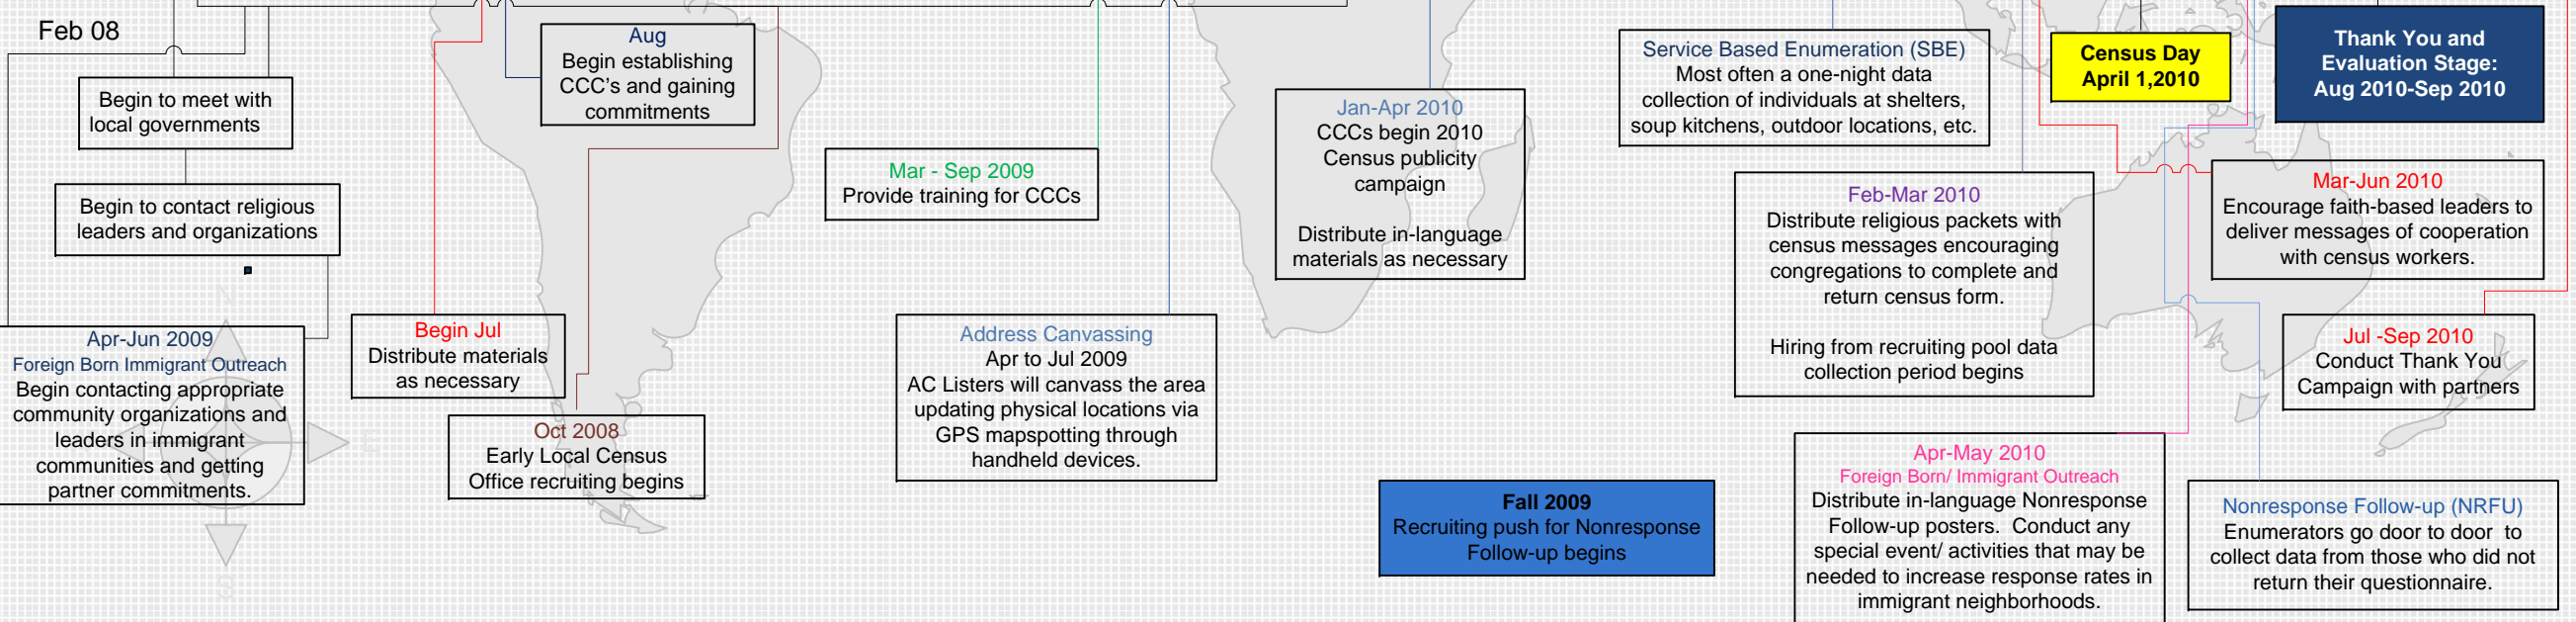 Feb 08
Begin to meet with
local governments
Begin to contact religious
leaders and organizations
Apr-Jun 2009
Foreign Born Immigrant Outreach
Begin contacting appropriate
community organizations and
leaders in immigrant
communities and getting
partner commitments.
N
E
S
Begin Jul
Distribute materials
as necessary
Aug
Begin establishing
CCC's and gaining
commitments
Oct 2008
Early Local Census
Office recruiting begins
Mar - Sep 2009
Provide training for CCCs
Address Canvassing
Apr to Jul 2009
AC Listers will canvass the area
updating physical locations via
GPS mapspotting through
handheld devices.
Jan-Apr 2010
CCCs begin 2010
Census publicity
campaign
Distribute in-language
materials as necessary
Fall 2009
Recruiting push for Nonresponse
Follow-up begins
Service Based Enumeration (SBE)
Most often a one-night data
collection of individuals at shelters,
soup kitchens, outdoor locations, etc.
Feb-Mar 2010
Distribute religious packets with
census messages encouraging
congregations to complete and
return census form.
Hiring from recruiting pool data
collection period begins
Apr-May 2010
Foreign Born/ Immigrant Outreach
Distribute in-language Nonresponse
Follow-up posters.  Conduct any
special event/ activities that may be
needed to increase response rates in
immigrant neighborhoods.
Census Day
April 1,2010
Thank You and
Evaluation Stage:
Aug 2010-Sep 2010
Mar-Jun 2010
Encourage faith-based leaders to
deliver messages of cooperation
with census workers.
Jul -Sep 2010
Conduct Thank You
Campaign with partners
Nonresponse Follow-up (NRFU)
Enumerators go door to door  to
collect data from those who did not
return their questionnaire.